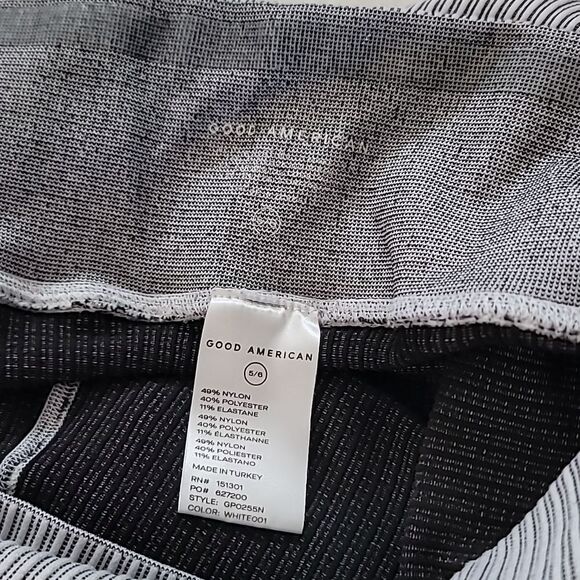 GOOD AMERICAN
GOOD AMERICAN
5/6
49% NYLON
40% POLYESTER
11% ELASTANE
49% NYLON
40% POLYESTER
11% ÉLASTHANNE
49% NYLON
40% POLIESTER
11% ELASTANO
MADE IN TURKEY
RN# 151301
PO# 627200
STYLE: GP0255N
COLOR: WHITE001